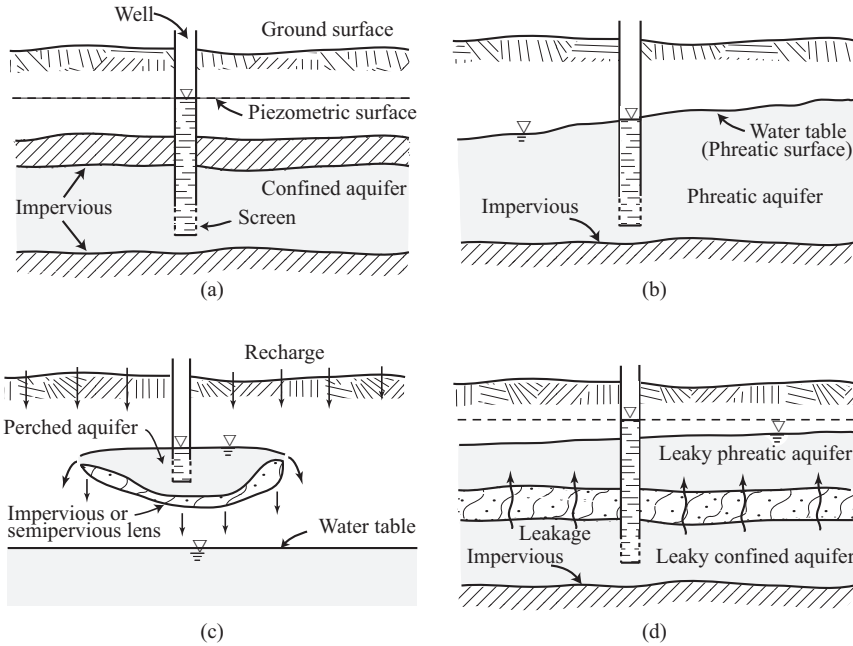 Well
Ground surface
Piezometric surface
Confined aquifer
Impervious
Screen
(a)
Water table
(Phreatic surface)
Phreatic aquifer
Impervious
(b)
Recharge
Perched aquifer
Impervious or
semipervious lens
Water table
(c)
Leaky phreatic aquifer
Leakage
Impervious
Leaky confined aquifer
(d)